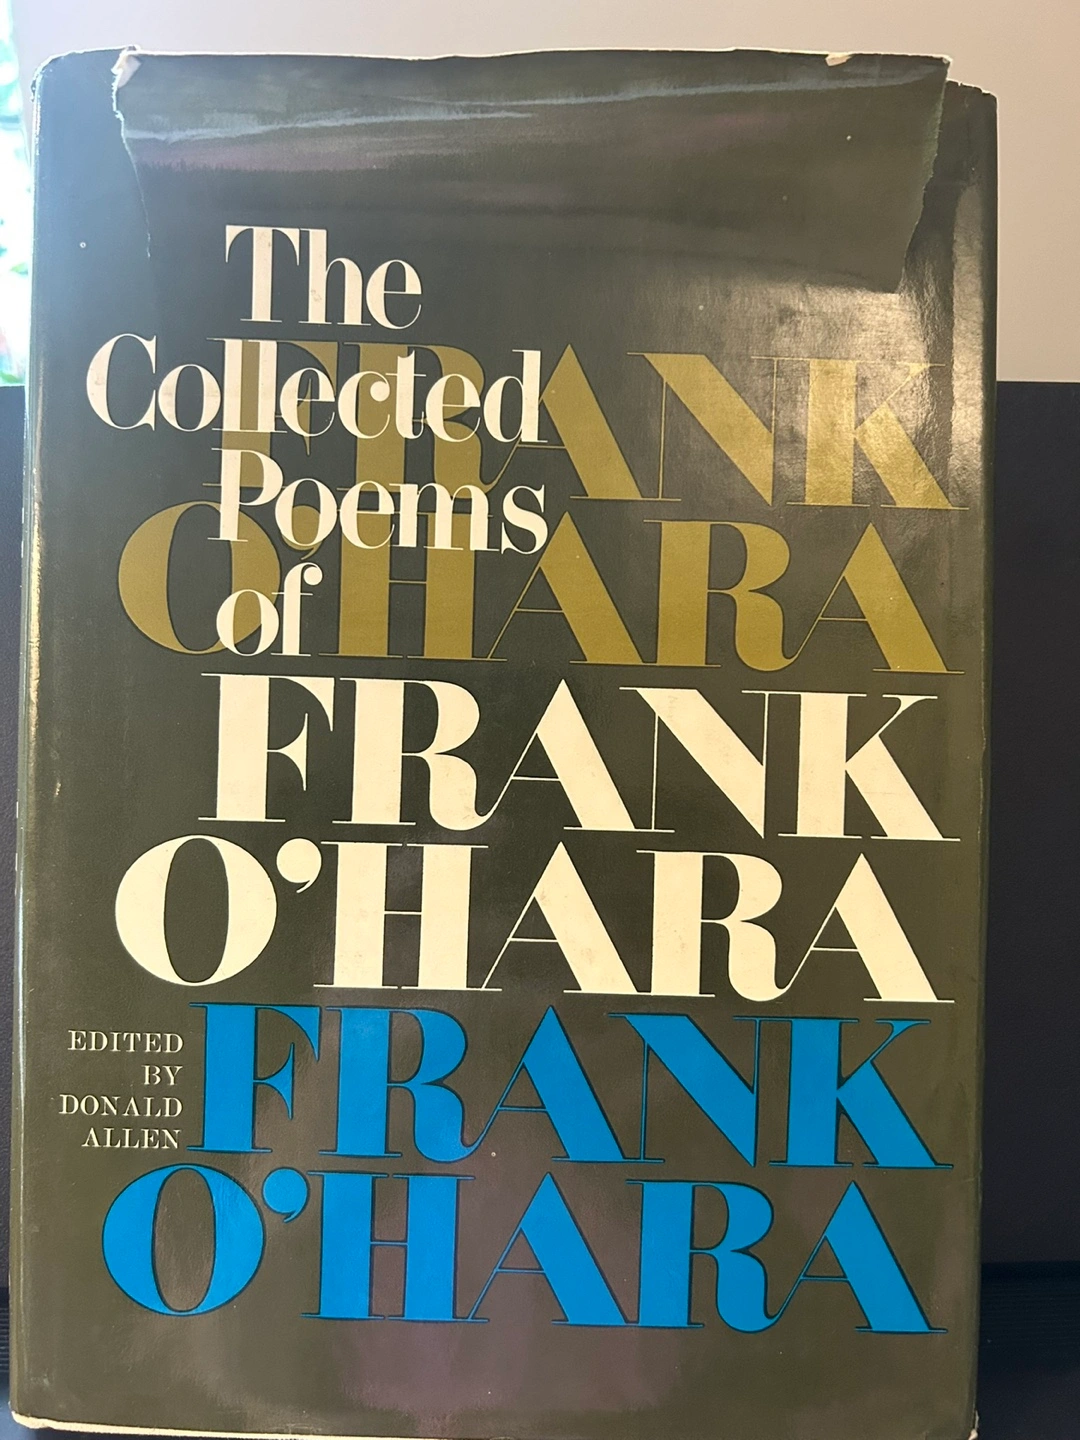 The
Collected
Poems
of
FRANK
O'HARA
FRANK
O'HARA
FRANK
O'HARA
EDITED
BY
DONALD
ALLEN